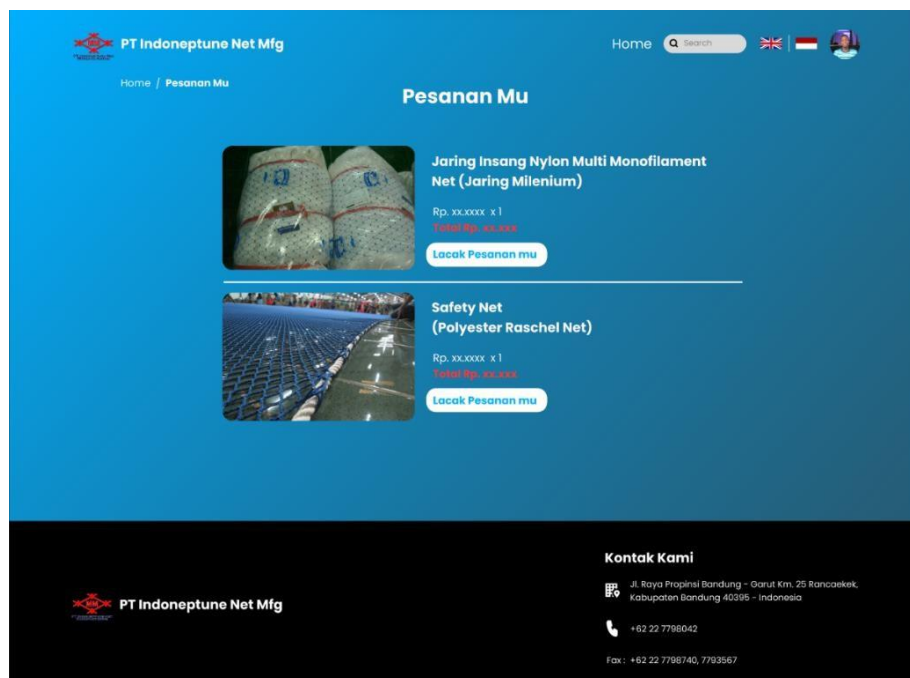 PT Indoneptune Net Mfg
Home
Search
Home / Pesanan Mu
Pesanan Mu
Jaring Insang Nylon Multi Monofilament
Net (Jaring Milenium)
Rp. xx.xxxx x 1
Total Rp. xx.xxx
Lacak Pesanan mu
Safety Net
(Polyester Raschel Net)
Rp. xx.xxxx x 1
Total Rp. xx.xxx
Lacak Pesanan mu
Kontak Kami
Jl. Raya Propinsi Bandung - Garut Km. 25 Rancaekek,
Kabupaten Bandung 40395 - Indonesia
PT Indoneptune Net Mfg
+62 22 7798042
Fax : +62 22 7798740, 7793567